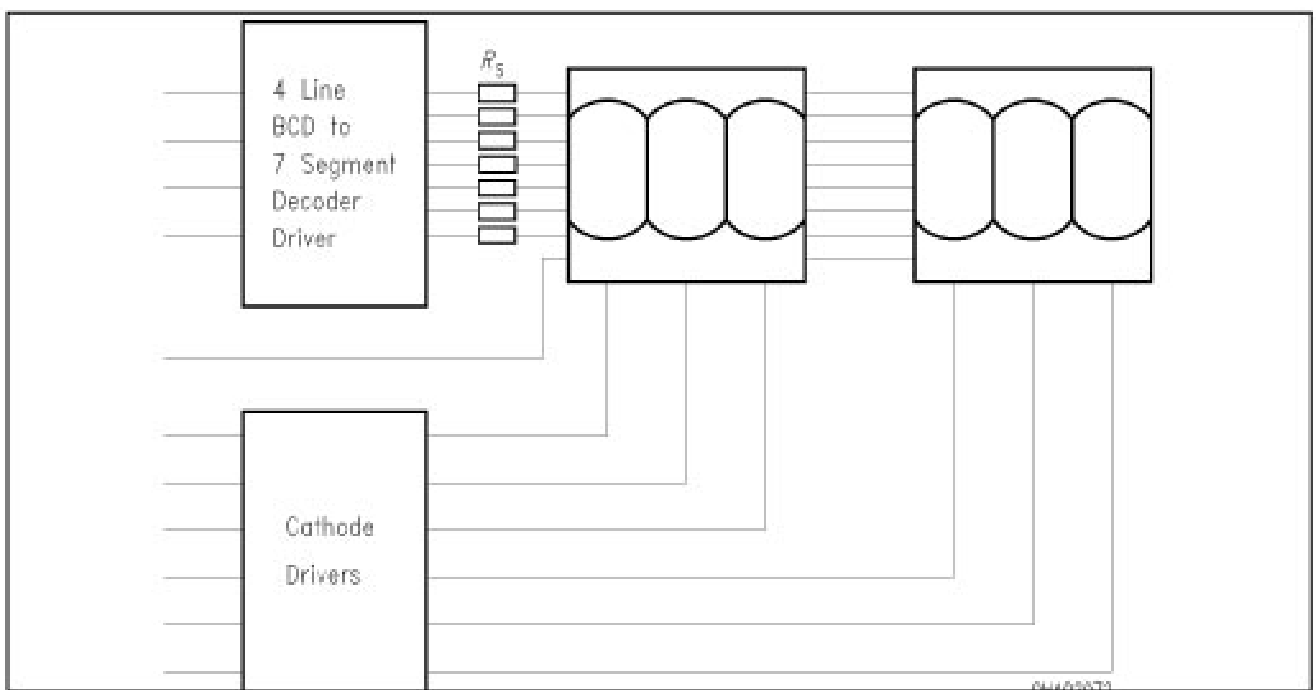 4 Line
BCD to
7 Segment
Decoder
Driver
R5
Cathode
Drivers